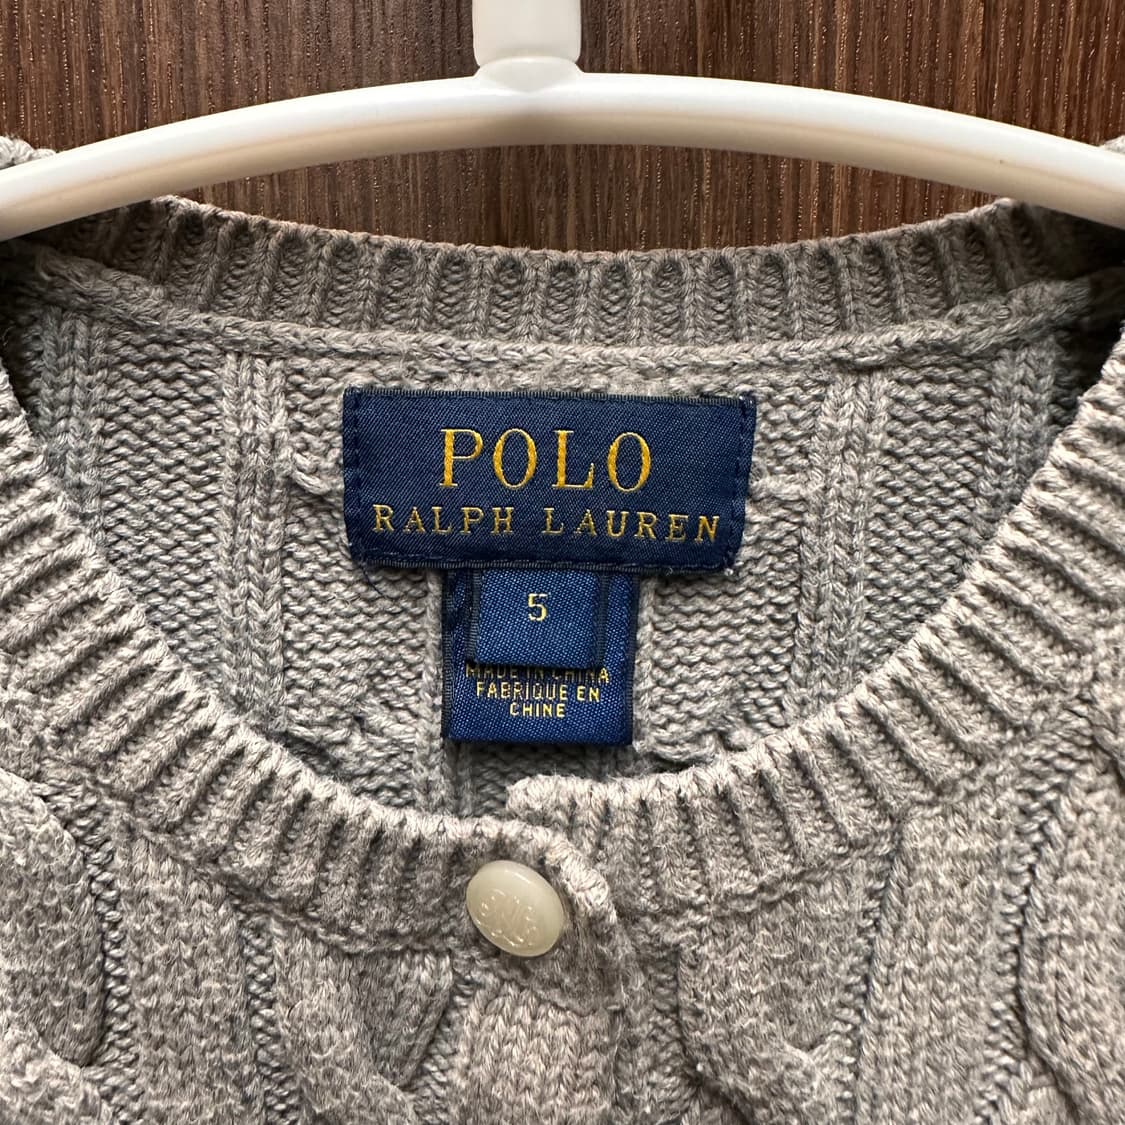 POLO
RALPH LAUREN
5
MADE IN CHINA
FABRIQUE EN
CHINE